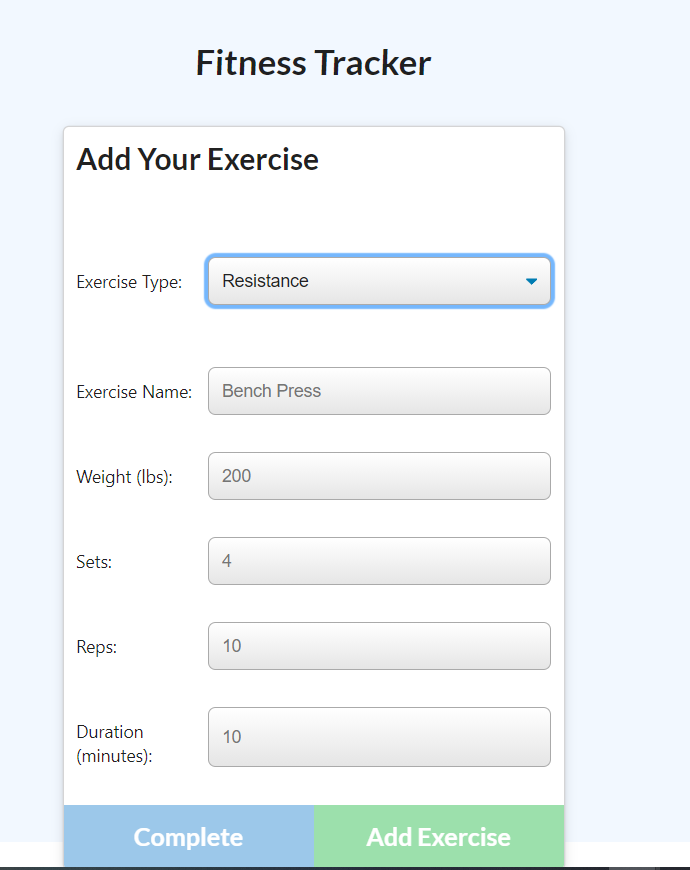 Fitness Tracker
Add Your Exercise
Exercise Type: Resistance
Exercise Name: Bench Press
Weight (lbs): 200
Sets: 4
Reps: 10
Duration
(minutes): 10
Complete Add Exercise